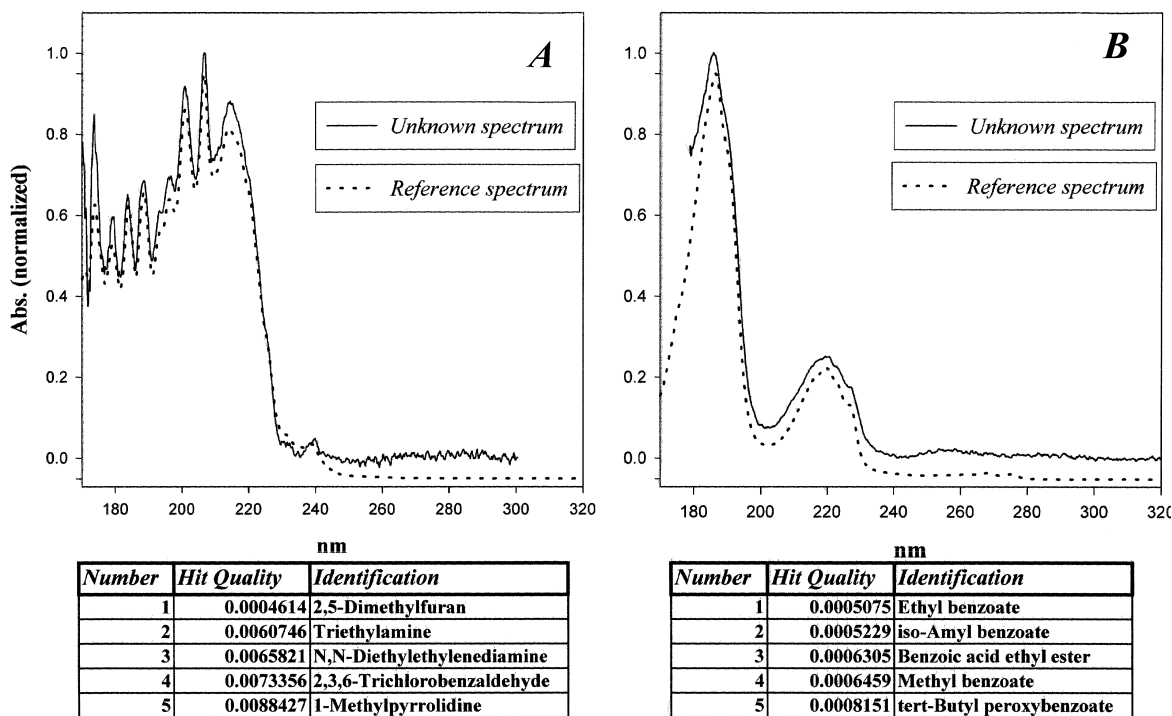 A
1.0
0.8
0.6
0.4
0.2
0.0
Abs. (normalized)
Unknown spectrum
Reference spectrum
180 200 220 240 260 280 300 320
nm
Number Hit Quality Identification
1 0.0004614 2,5-Dimethylfuran
2 0.0060746 Triethylamine
3 0.0065821 N,N-Diethylethylenediamine
4 0.0073356 2,3,6-Trichlorobenzaldehyde
5 0.0088427 1-Methylpyrrolidine
B
1.0
0.8
0.6
0.4
0.2
0.0
Unknown spectrum
Reference spectrum
180 200 220 240 260 280 300 320
nm
Number Hit Quality Identification
1 0.0005075 Ethyl benzoate
2 0.0005229 iso-Amyl benzoate
3 0.0006305 Benzoic acid ethyl ester
4 0.0006459 Methyl benzoate
5 0.0008151 tert-Butyl peroxybenzoate